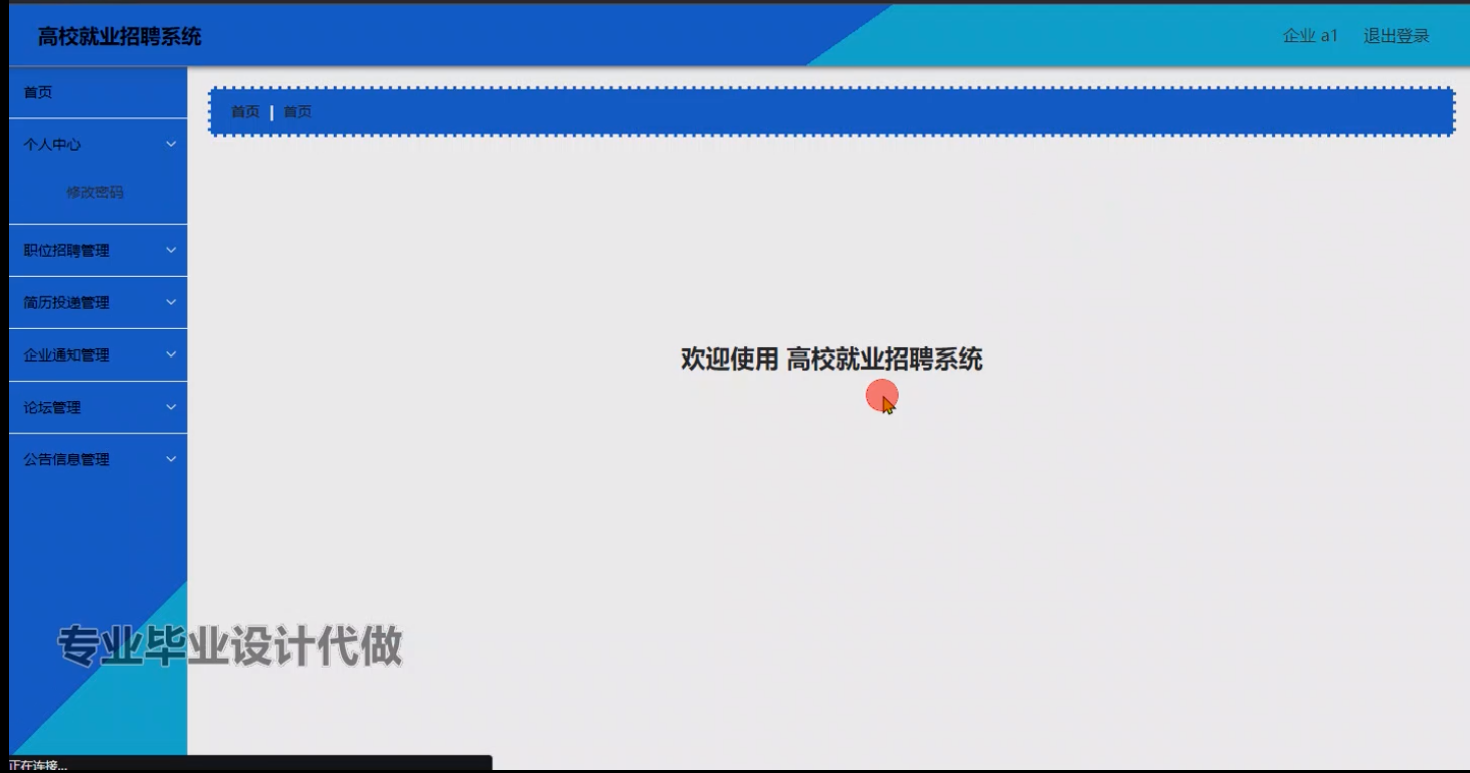 高校就业招聘系统
企业 a1 退出登录
首页
首页 | 首页
个人中心
修改密码
职位招聘管理
简历投递管理
企业通知管理
欢迎使用 高校就业招聘系统
论坛管理
公告信息管理
专业毕业设计代做
正在连接...